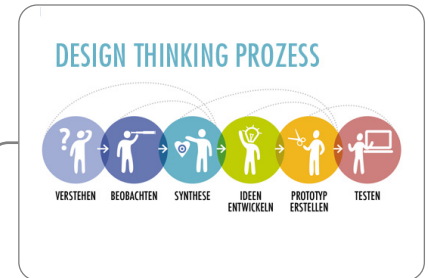 DESIGN THINKING PROZESS
?
VERSTEHEN
BEOBACHTEN
SYNTHESE
IDEEN
ENTWICKELN
PROTOTYP
ERSTELLEN
TESTEN